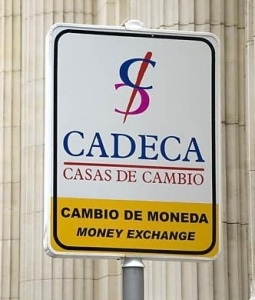 CADECA
CASAS DE CAMBIO
CAMBIO DE MONEDA
MONEY EXCHANGE